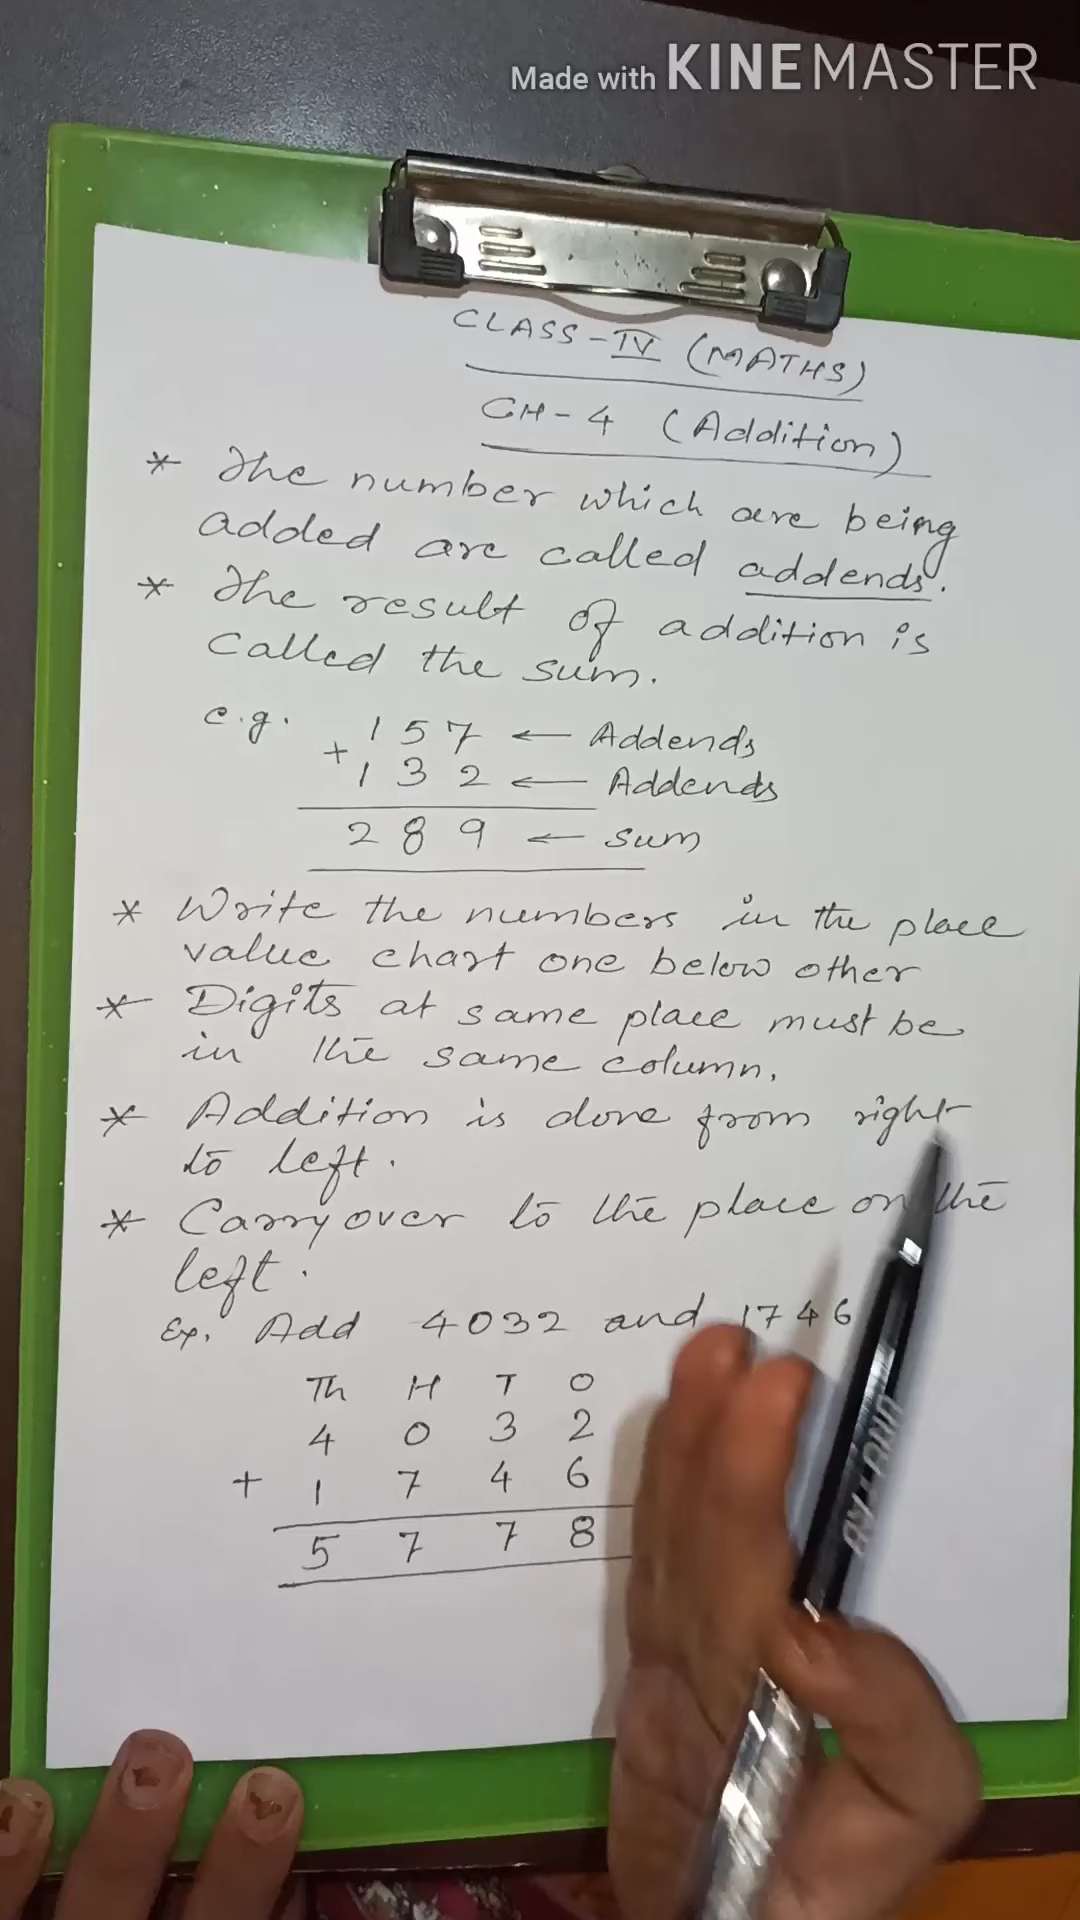 Made with KINEMASTER
CLASS-IV (MATHS)
CH-4 (Addition)
* The number which are being
added are called addends.
* The result of addition is
called the sum.
e.g. 157 ← Addends
+ 132 ← Addends
289 ← sum
* Write the numbers in the place
value chart one below other
* Digits at same place must be
in the same column.
* Addition is done from right
to left.
* Carry over to the place on the
left.
Ex. Add 4032 and 1746
Th H T O
4 0 3 2
+ 1 7 4 6
5 7 7 8